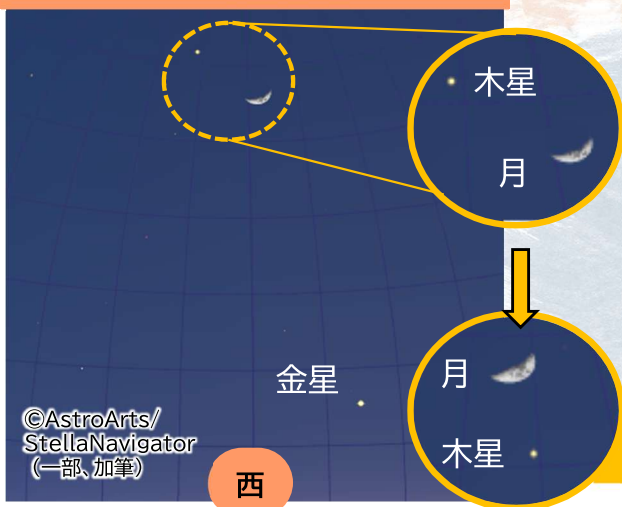 木星
月
月
木星
金星
©AstroArts/
StellaNavigator
(一部、加筆)
西